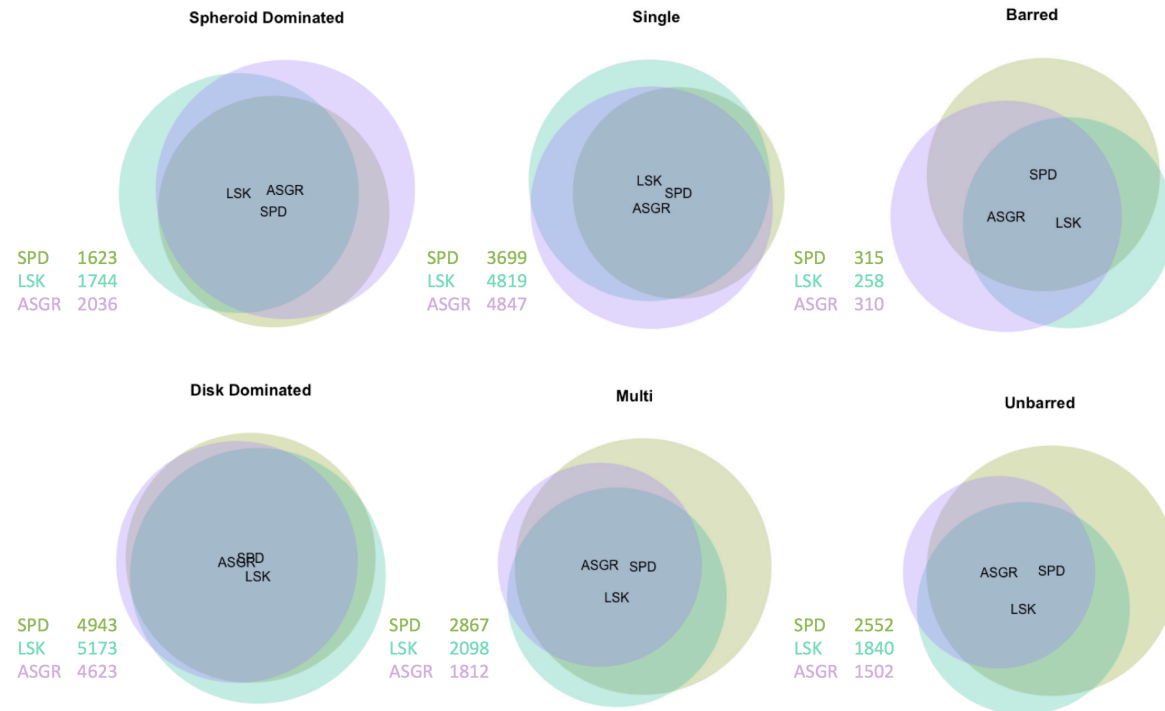 Spheroid Dominated
LSK
ASGR
SPD
SPD 1623
LSK 1744
ASGR 2036
Single
LSK
SPD
ASGR
SPD 3699
LSK 4819
ASGR 4847
Barred
SPD
ASGR
LSK
SPD 315
LSK 258
ASGR 310
Disk Dominated
SPD
ASGR
LSK
SPD 4943
LSK 5173
ASGR 4623
Multi
ASGR
SPD
LSK
SPD 2867
LSK 2098
ASGR 1812
Unbarred
ASGR
SPD
LSK
SPD 2552
LSK 1840
ASGR 1502